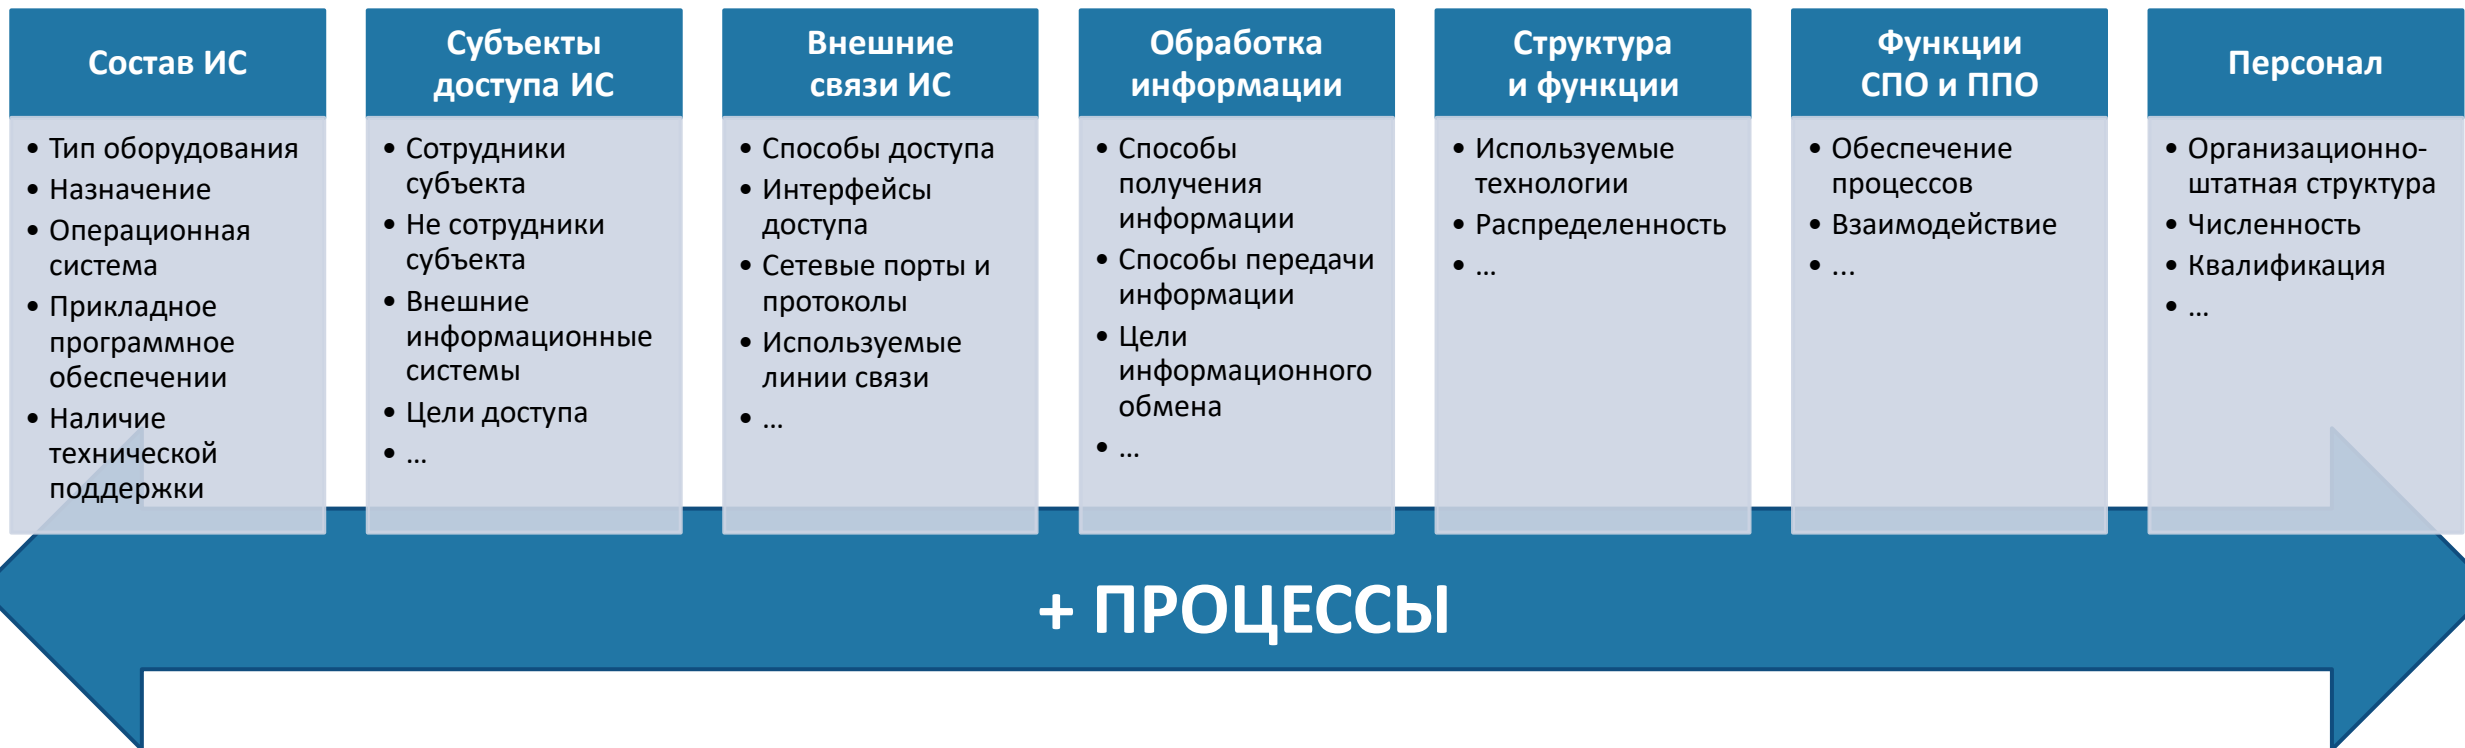 Состав ИС
• Тип оборудования
• Назначение
• Операционная
система
• Прикладное
программное
обеспечении
• Наличие
технической
поддержки
Субъекты
доступа ИС
• Сотрудники
субъекта
• Не сотрудники
субъекта
• Внешние
информационные
системы
• Цели доступа
• ...
Внешние
связи ИС
• Способы доступа
• Интерфейсы
доступа
• Сетевые порты и
протоколы
• Используемые
линии связи
• ...
Обработка
информации
• Способы
получения
информации
• Способы передачи
информации
• Цели
информационного
обмена
• ...
Структура
и функции
• Используемые
технологии
• Распределенность
• ...
Функции
СПО и ППО
• Обеспечение
процессов
• Взаимодействие
• ...
Персонал
• Организационно-
штатная структура
• Численность
• Квалификация
• ...
+ ПРОЦЕССЫ